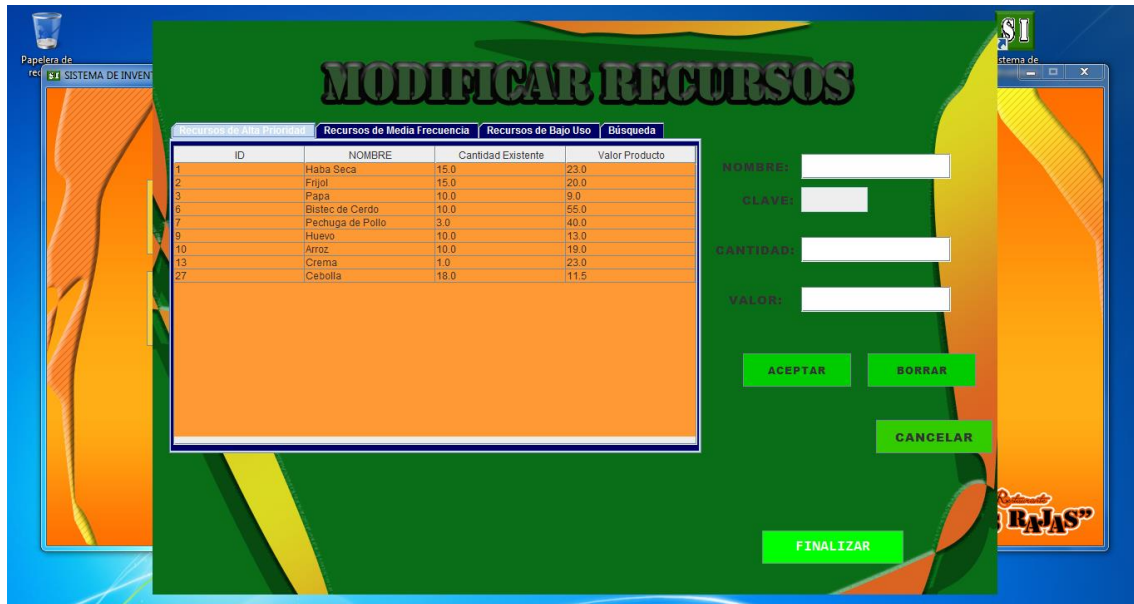 SI
Papelera de
rec
stema de
SI SISTEMA DE INVENT
X
MODIFICAR RECURSOS
Recursos de Alta Prioridad Recursos de Media Frecuencia Recursos de Bajo Uso Búsqueda
ID NOMBRE Cantidad Existente Valor Producto
1 Haba Seca 15.0 23.0
2 Frijol 15.0 20.0
3 Papa 10.0 9.0
6 Bistec de Cerdo 10.0 55.0
7 Pechuga de Pollo 3.0 40.0
9 Huevo 10.0 13.0
10 Arroz 10.0 19.0
13 Crema 1.0 23.0
27 Cebolla 18.0 11.5
NOMBRE:
CLAVE:
CANTIDAD:
VALOR:
ACEPTAR BORRAR
CANCELAR
Restaurante
RAJAS”
FINALIZAR